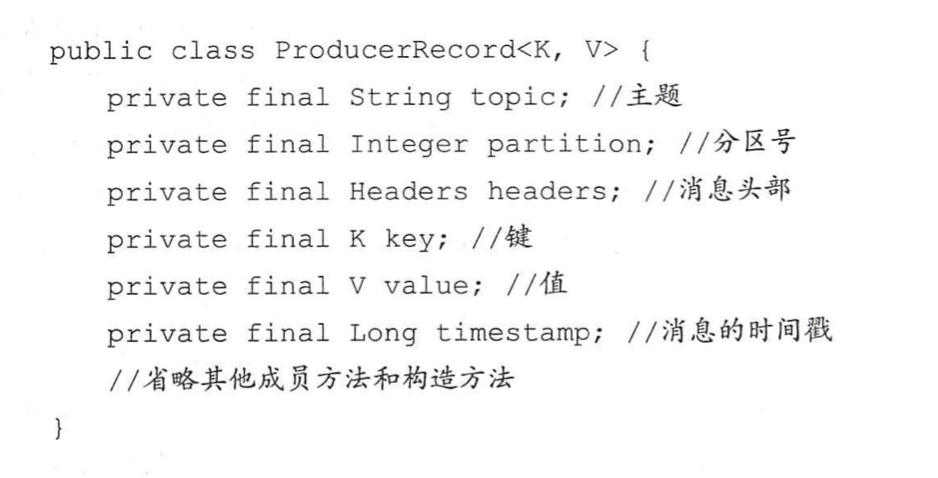 public class ProducerRecord<K, V> {
private final String topic; //主题
private final Integer partition; //分区号
private final Headers headers; //消息头部
private final K key; //键
private final V value; //值
private final Long timestamp; //消息的时间戳
//省略其他成员方法和构造方法
}